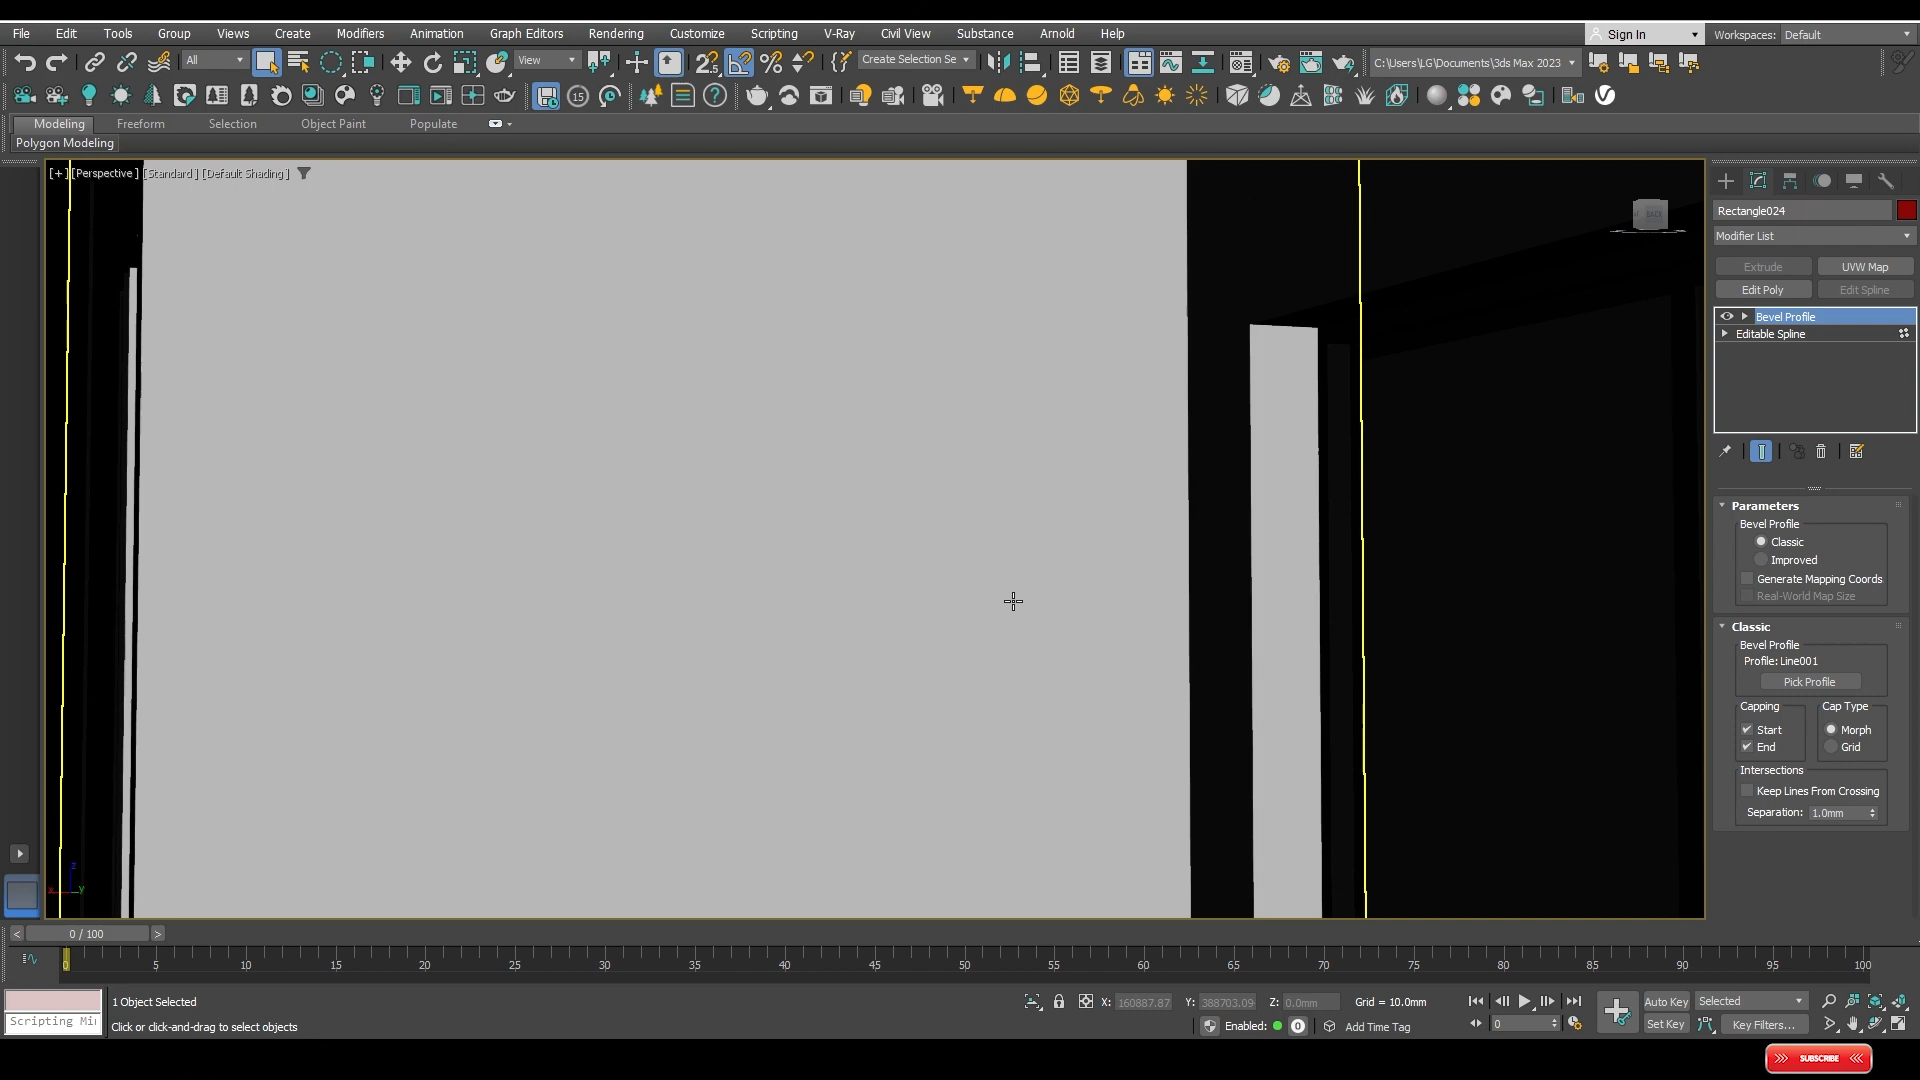 File Edit Tools Group Views Create Modifiers Animation Graph Editors Rendering Customize Scripting V-Ray Civil View Substance Arnold Help Sign In Workspaces: Default
All View Create Selection Se C:\Users\LG\Documents\3ds Max 2023
Modeling Freeform Selection Object Paint Populate
Polygon Modeling
[+] [Perspective] [Standard] [Default Shading]
BACK
Rectangle024
Modifier List
Extrude UVW Map
Edit Poly Edit Spline
Bevel Profile
Editable Spline
Parameters
Bevel Profile
Classic
Improved
Generate Mapping Coords
Real-World Map Size
Classic
Bevel Profile
Profile: Line001
Pick Profile
Capping Cap Type
Start Morph
End Grid
Intersections
Keep Lines From Crossing
Separation: 1.0mm
z
x y
0 / 100
0 5 10 15 20 25 30 35 40 45 50 55 60 65 70 75 80 85 90 95 100
1 Object Selected X: 160887.87 Y: 388703.09 Z: 0.0mm Grid = 10.0mm Auto Key Selected
Scripting Mi Click or click-and-drag to select objects Enabled: 0 Add Time Tag 0 Set Key Key Filters...
SUBSCRIBE